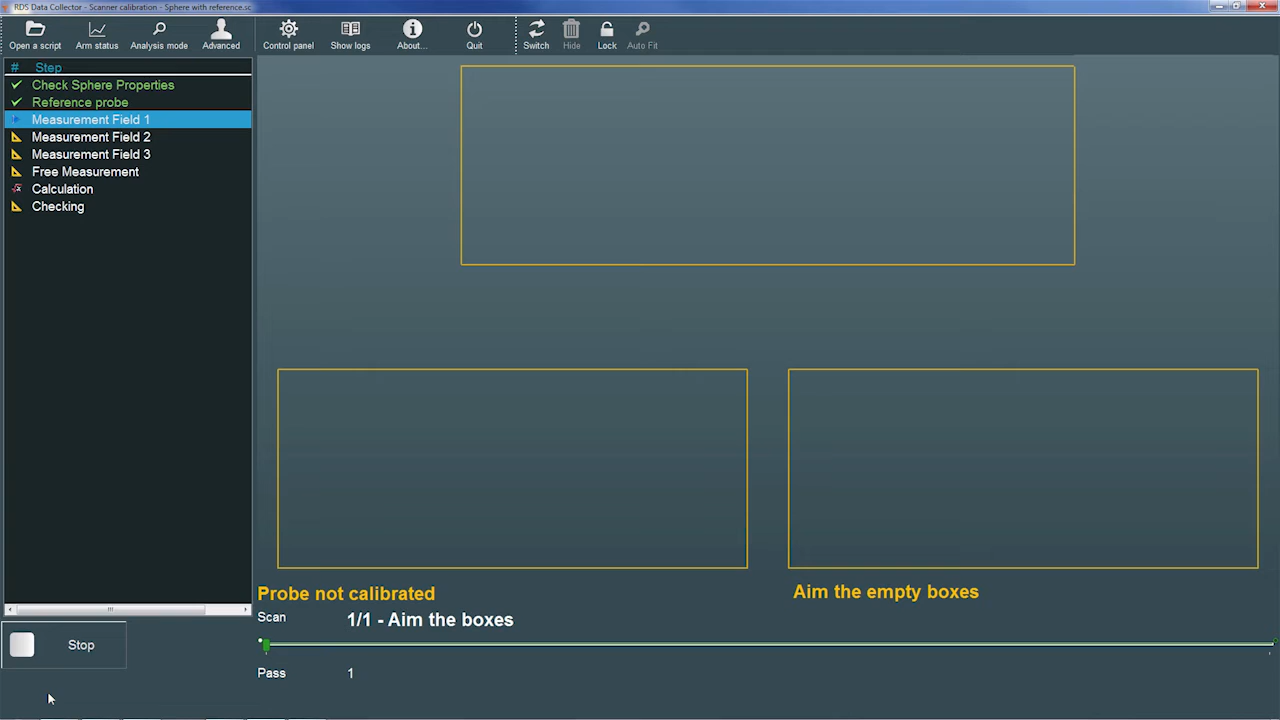 RDS Data Collector - Scanner calibration - Sphere with reference.sc
Open a script
Arm status
Analysis mode
Advanced
Control panel
Show logs
About...
Quit
Switch
Hide
Lock
Auto Fit
# Step
Check Sphere Properties
Reference probe
Measurement Field 1
Measurement Field 2
Measurement Field 3
Free Measurement
Calculation
Checking
Probe not calibrated
Aim the empty boxes
Scan 1/1 - Aim the boxes
Stop
Pass 1